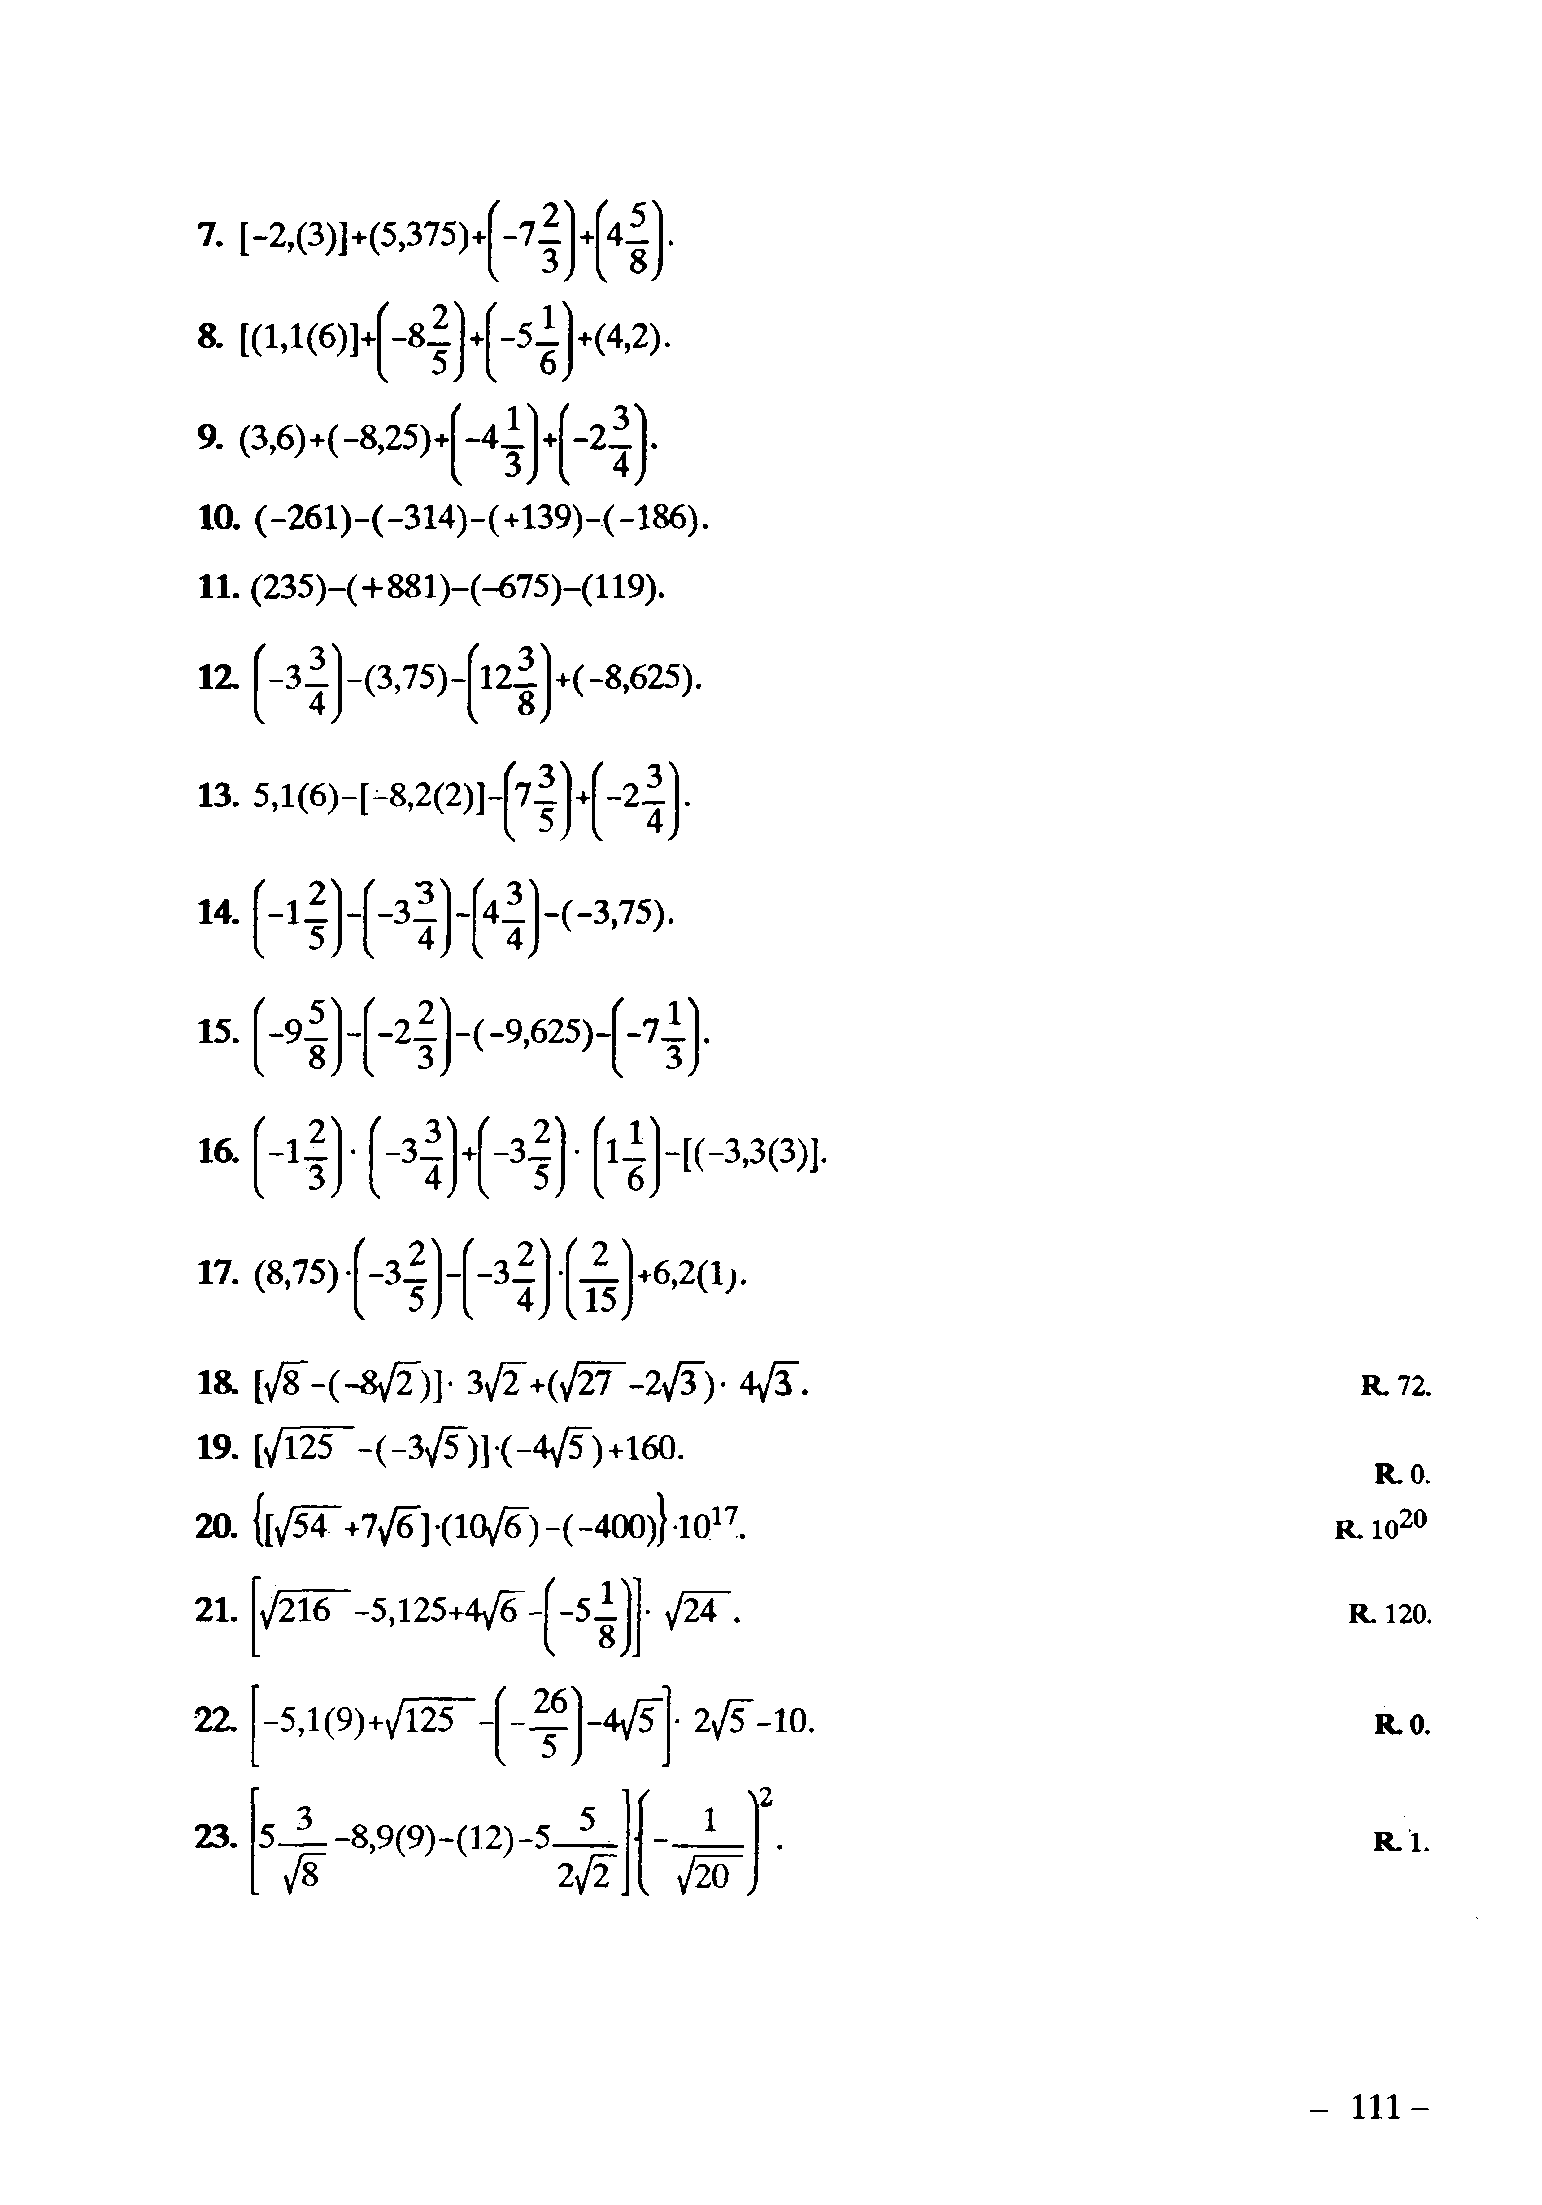 7. [-2,(3)]+(5,375)+(-7 2/3)+(4 5/8).
8. [(1,1(6)]+(-8 2/5)+(-5 1/6)+(4,2).
9. (3,6)+(-8,25)+(-4 1/3)+(-2 3/4).
10. (-261)-(-314)-(+139)-(-186).
11. (235)-(+881)-(-675)-(119).
12. (-3 3/4)-(3,75)-(12 3/8)+(-8,625).
13. 5,1(6)-[-8,2(2)]-(7 3/5)+(-2 3/4).
14. (-1 2/5)-(-3 3/4)-(4 3/4)-(-3,75).
15. (-9 5/8)-(-2 2/3)-(-9,625)-(-7 1/3).
16. (-1 2/3)·(-3 3/4)+(-3 2/5)·(1 1/6)-[(-3,3(3)].
17. (8,75)·(-3 2/5)-(-3 2/4)·(2/15)+6,2(1).
18. [√8-(-8√2)]·3√2+(√27-2√3)·4√3. R. 72.
19. [√125-(-3√5)]·(-4√5)+160. R. 0.
20. {[√54+7√6]·(10√6)-(-400)}·10¹⁷. R. 10²⁰
21. [√216-5,125+4√6-(-5 1/8)]·√24. R. 120.
22. [-5,1(9)+√125-(-26/5)-4√5]·2√5-10. R. 0.
23. [5 3/√8-8,9(9)-(12)-5 5/2√2]·(-1/√20)². R. 1.
- 111 -